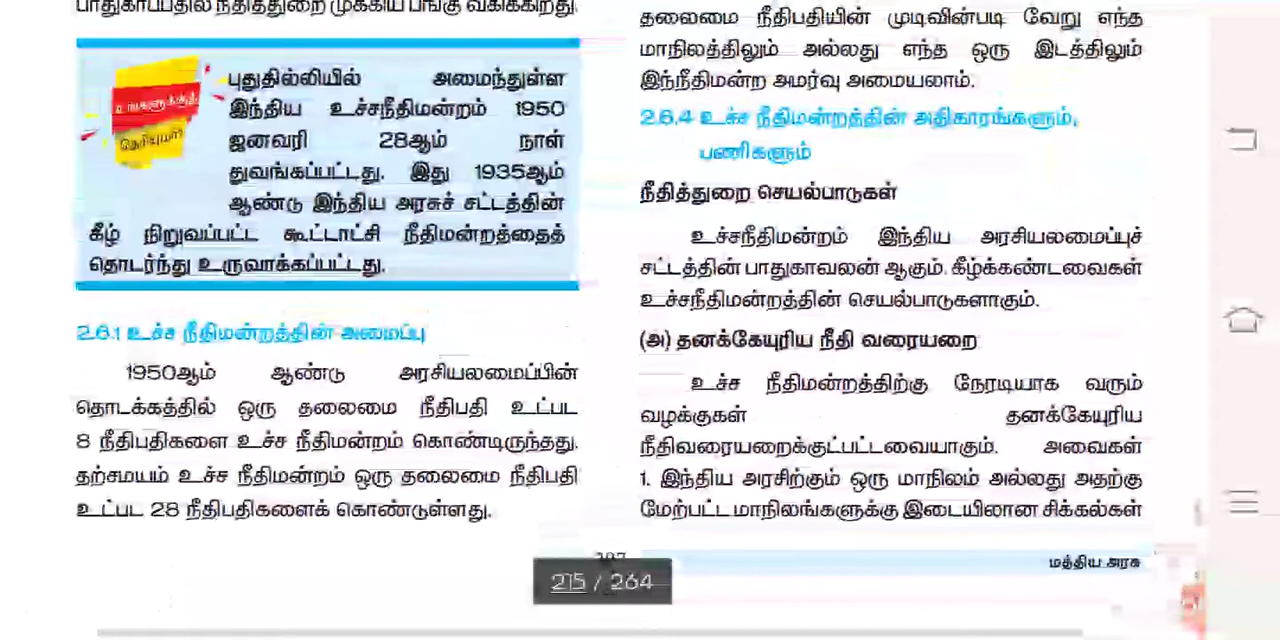 பாதுகாப்பதில் நீதித்துறை முக்கிய பங்கு வகிக்கிறது.
உங்களுக்குத்
தெரியுமா?
புதுதில்லியில் அமைந்துள்ள
இந்திய உச்சநீதிமன்றம் 1950
ஜனவரி 28ஆம் நாள்
துவங்கப்பட்டது. இது 1935ஆம்
ஆண்டு இந்திய அரசுச் சட்டத்தின்
கீழ் நிறுவப்பட்ட கூட்டாட்சி நீதிமன்றத்தைத்
தொடர்ந்து உருவாக்கப்பட்டது.
2.6.1 உச்ச நீதிமன்றத்தின் அமைப்பு
1950ஆம் ஆண்டு அரசியலமைப்பின்
தொடக்கத்தில் ஒரு தலைமை நீதிபதி உட்பட
8 நீதிபதிகளை உச்ச நீதிமன்றம் கொண்டிருந்தது.
தற்சமயம் உச்ச நீதிமன்றம் ஒரு தலைமை நீதிபதி
உட்பட 28 நீதிபதிகளைக் கொண்டுள்ளது.
தலைமை நீதிபதியின் முடிவின்படி வேறு எந்த
மாநிலத்திலும் அல்லது எந்த ஒரு இடத்திலும்
இந்நீதிமன்ற அமர்வு அமையலாம்.
2.6.4 உச்ச நீதிமன்றத்தின் அதிகாரங்களும்,
பணிகளும்
நீதித்துறை செயல்பாடுகள்
உச்சநீதிமன்றம் இந்திய அரசியலமைப்புச்
சட்டத்தின் பாதுகாவலன் ஆகும். கீழ்க்கண்டவைகள்
உச்சநீதிமன்றத்தின் செயல்பாடுகளாகும்.
(அ) தனக்கேயுரிய நீதி வரையறை
உச்ச நீதிமன்றத்திற்கு நேரடியாக வரும்
வழக்குகள் தனக்கேயுரிய
நீதிவரையறைக்குட்பட்டவையாகும். அவைகள்
1. இந்திய அரசிற்கும் ஒரு மாநிலம் அல்லது அதற்கு
மேற்பட்ட மாநிலங்களுக்கு இடையிலான சிக்கல்கள்
மத்திய அரசு
215 / 264